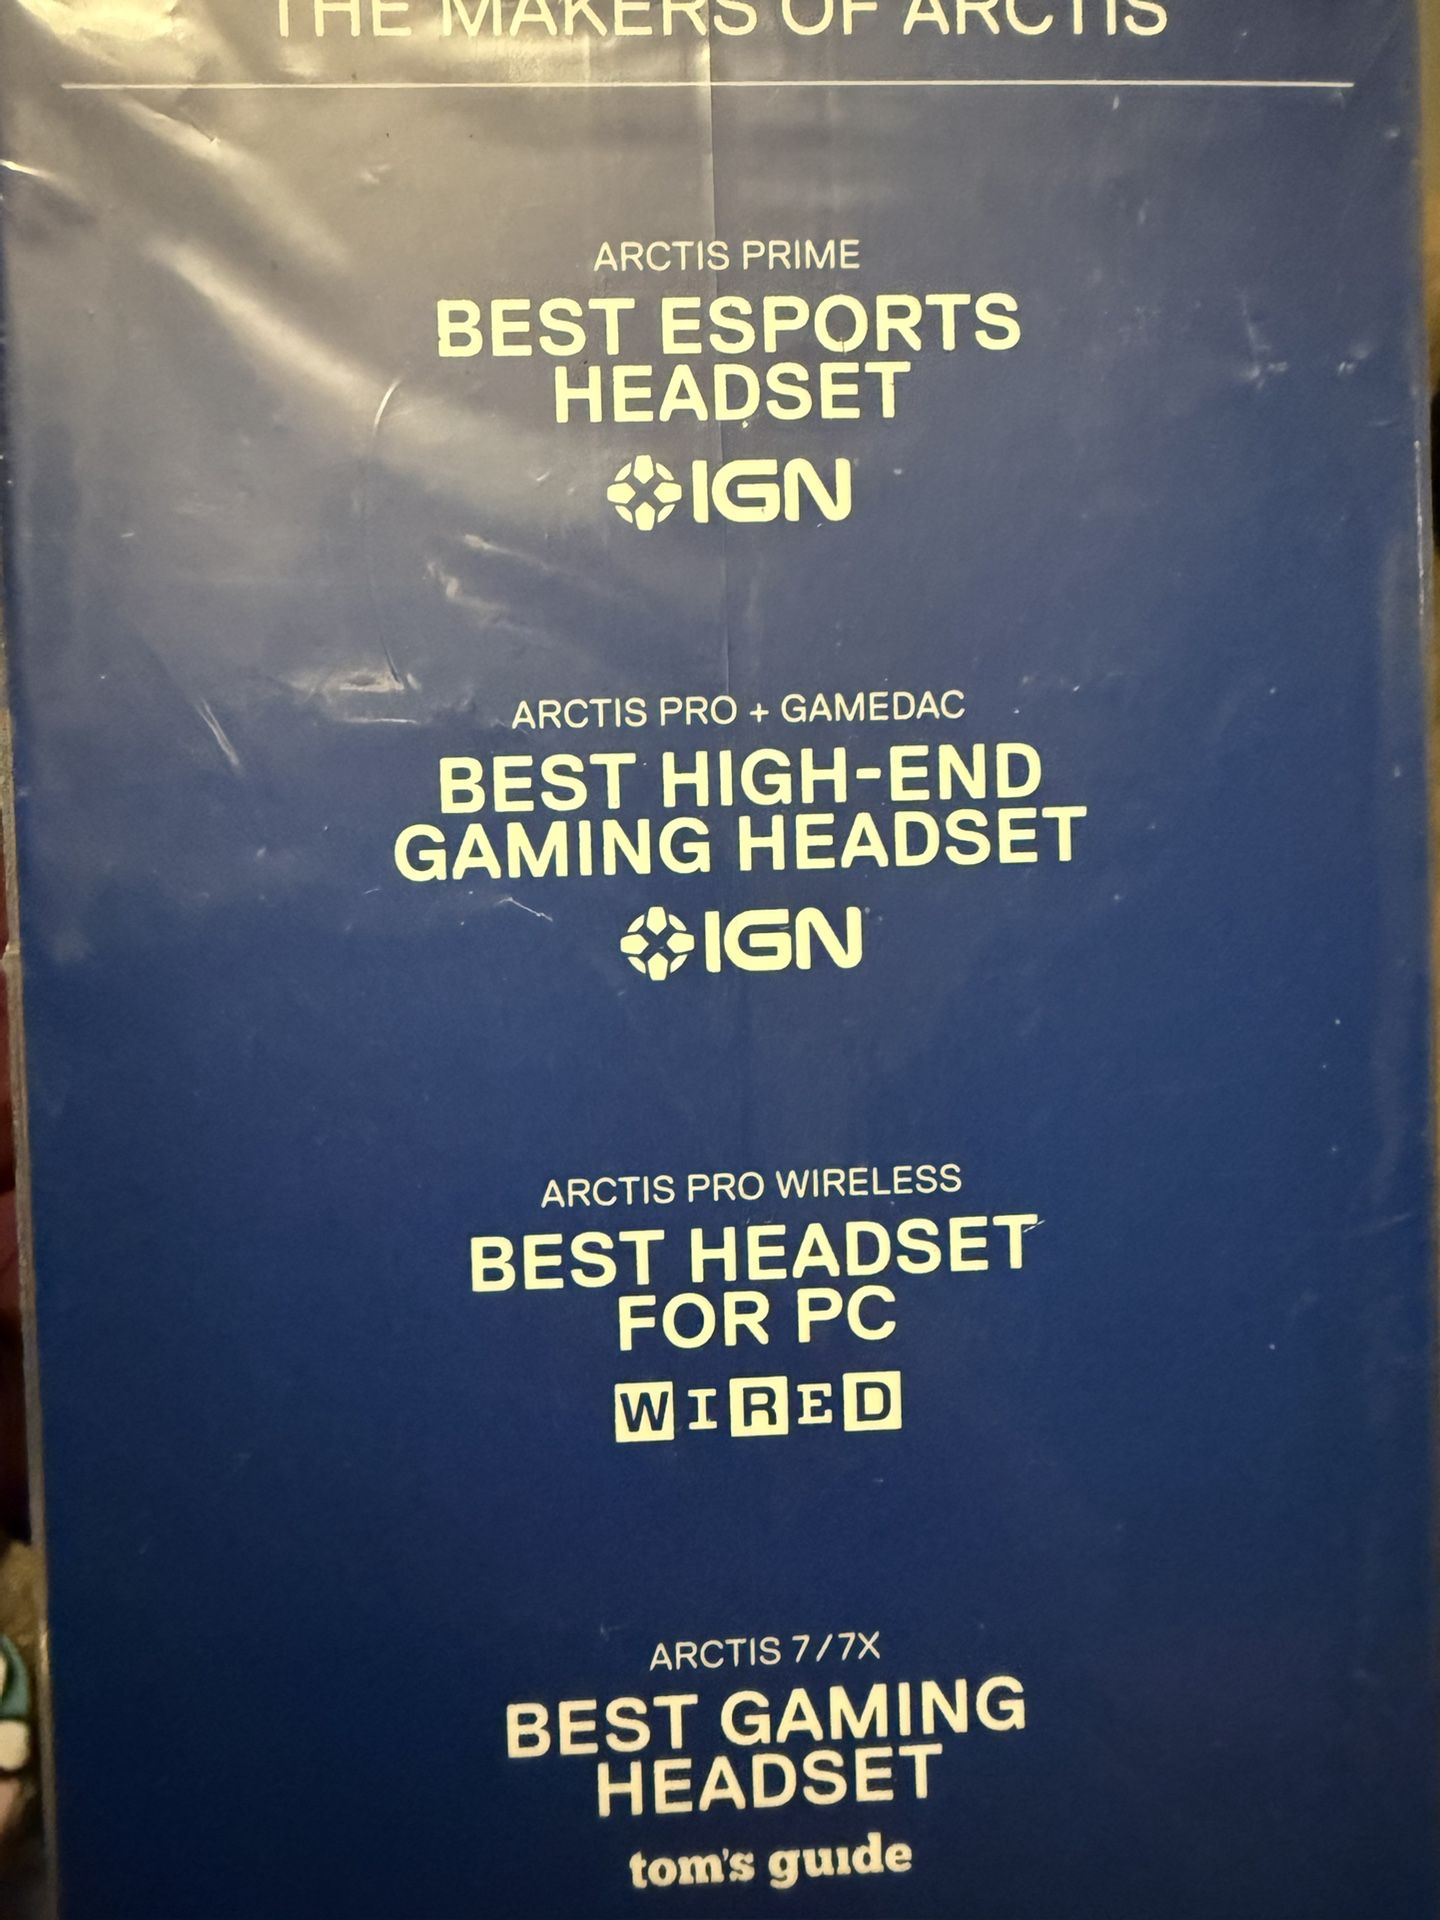 THE MAKERS OF ARCTIS
ARCTIS PRIME
BEST ESPORTS
HEADSET
IGN
ARCTIS PRO + GAMEDAC
BEST HIGH-END
GAMING HEADSET
IGN
ARCTIS PRO WIRELESS
BEST HEADSET
FOR PC
WIRED
ARCTIS 7/7X
BEST GAMING
HEADSET
tom's guide